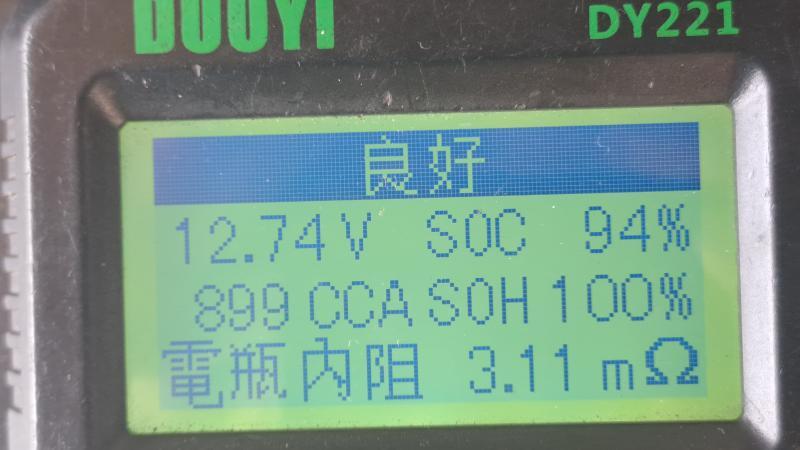 DUOYI
DY221
良好
12.74V SOC 94%
899 CCA SOH 100%
電瓶內阻 3.11 mΩ